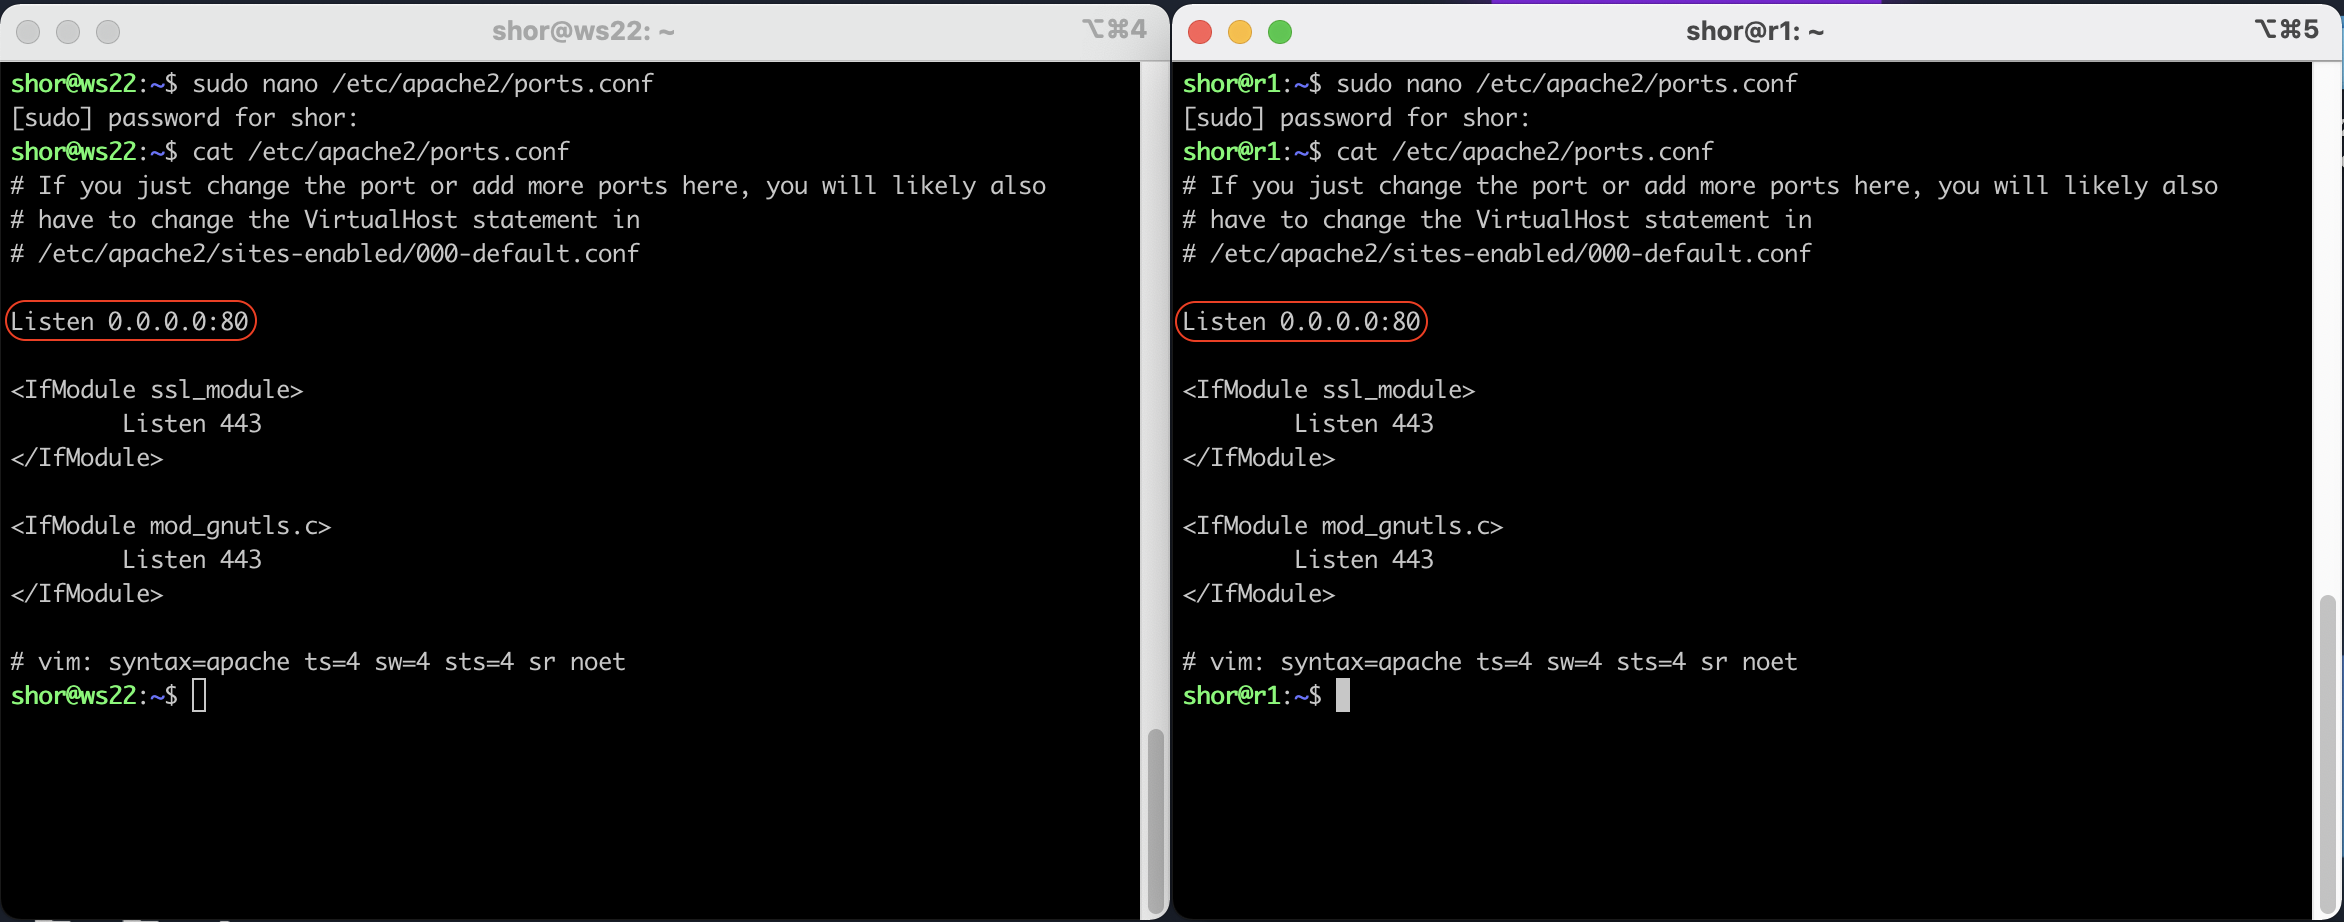 shor@ws22: ~
⌥⌘4
shor@ws22:~$ sudo nano /etc/apache2/ports.conf
[sudo] password for shor:
shor@ws22:~$ cat /etc/apache2/ports.conf
# If you just change the port or add more ports here, you will likely also
# have to change the VirtualHost statement in
# /etc/apache2/sites-enabled/000-default.conf
Listen 0.0.0.0:80
<IfModule ssl_module>
Listen 443
</IfModule>
<IfModule mod_gnutls.c>
Listen 443
</IfModule>
# vim: syntax=apache ts=4 sw=4 sts=4 sr noet
shor@ws22:~$
shor@r1: ~
⌥⌘5
shor@r1:~$ sudo nano /etc/apache2/ports.conf
[sudo] password for shor:
shor@r1:~$ cat /etc/apache2/ports.conf
# If you just change the port or add more ports here, you will likely also
# have to change the VirtualHost statement in
# /etc/apache2/sites-enabled/000-default.conf
Listen 0.0.0.0:80
<IfModule ssl_module>
Listen 443
</IfModule>
<IfModule mod_gnutls.c>
Listen 443
</IfModule>
# vim: syntax=apache ts=4 sw=4 sts=4 sr noet
shor@r1:~$